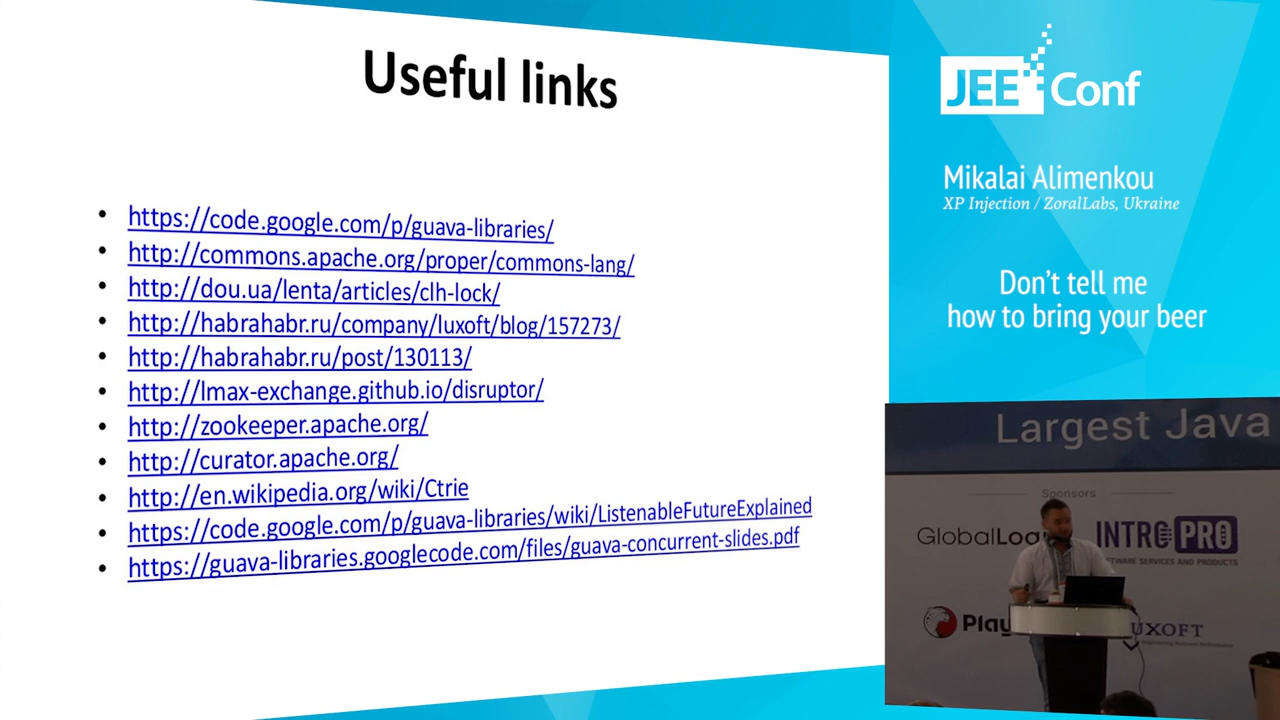 Useful links
• https://code.google.com/p/guava-libraries/
• http://commons.apache.org/proper/commons-lang/
• http://dou.ua/lenta/articles/clh-lock/
• http://habrahabr.ru/company/luxoft/blog/157273/
• http://habrahabr.ru/post/130113/
• http://lmax-exchange.github.io/disruptor/
• http://zookeeper.apache.org/
• http://curator.apache.org/
• http://en.wikipedia.org/wiki/Ctrie
• https://code.google.com/p/guava-libraries/wiki/ListenableFutureExplained
• https://guava-libraries.googlecode.com/files/guava-concurrent-slides.pdf
JEE Conf
Mikalai Alimenkou
XP Injection / ZoralLabs, Ukraine
Don't tell me
how to bring your beer
Largest Java
Sponsors
GlobalLog
INTRO PRO
SOFTWARE SERVICES AND PRODUCTS
Play
UXOFT